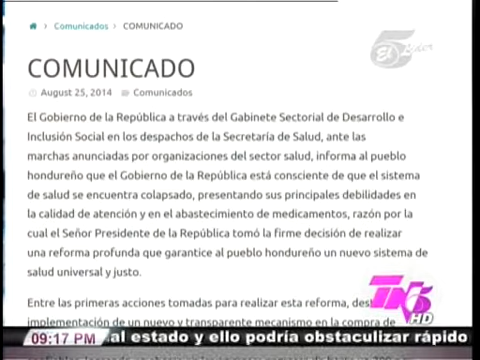 Comunicados > COMUNICADO
5
El Líder
COMUNICADO
August 25, 2014 Comunicados
El Gobierno de la República a través del Gabinete Sectorial de Desarrollo e
Inclusión Social en los despachos de la Secretaría de Salud, ante las
marchas anunciadas por organizaciones del sector salud, informa al pueblo
hondureño que el Gobierno de la República está consciente de que el sistema
de salud se encuentra colapsado, presentando sus principales debilidades en
la calidad de atención y en el abastecimiento de medicamentos, razón por la
cual el Señor Presidente de la República tomó la firme decisión de realizar
una reforma profunda que garantice al pueblo hondureño un nuevo sistema de
salud universal y justo.
Entre las primeras acciones tomadas para realizar esta reforma,
TN5
HD
implementación de un nuevo y transparente mecanismo en la compra de
09:17 PM al estado y ello podría obstaculizar rápido